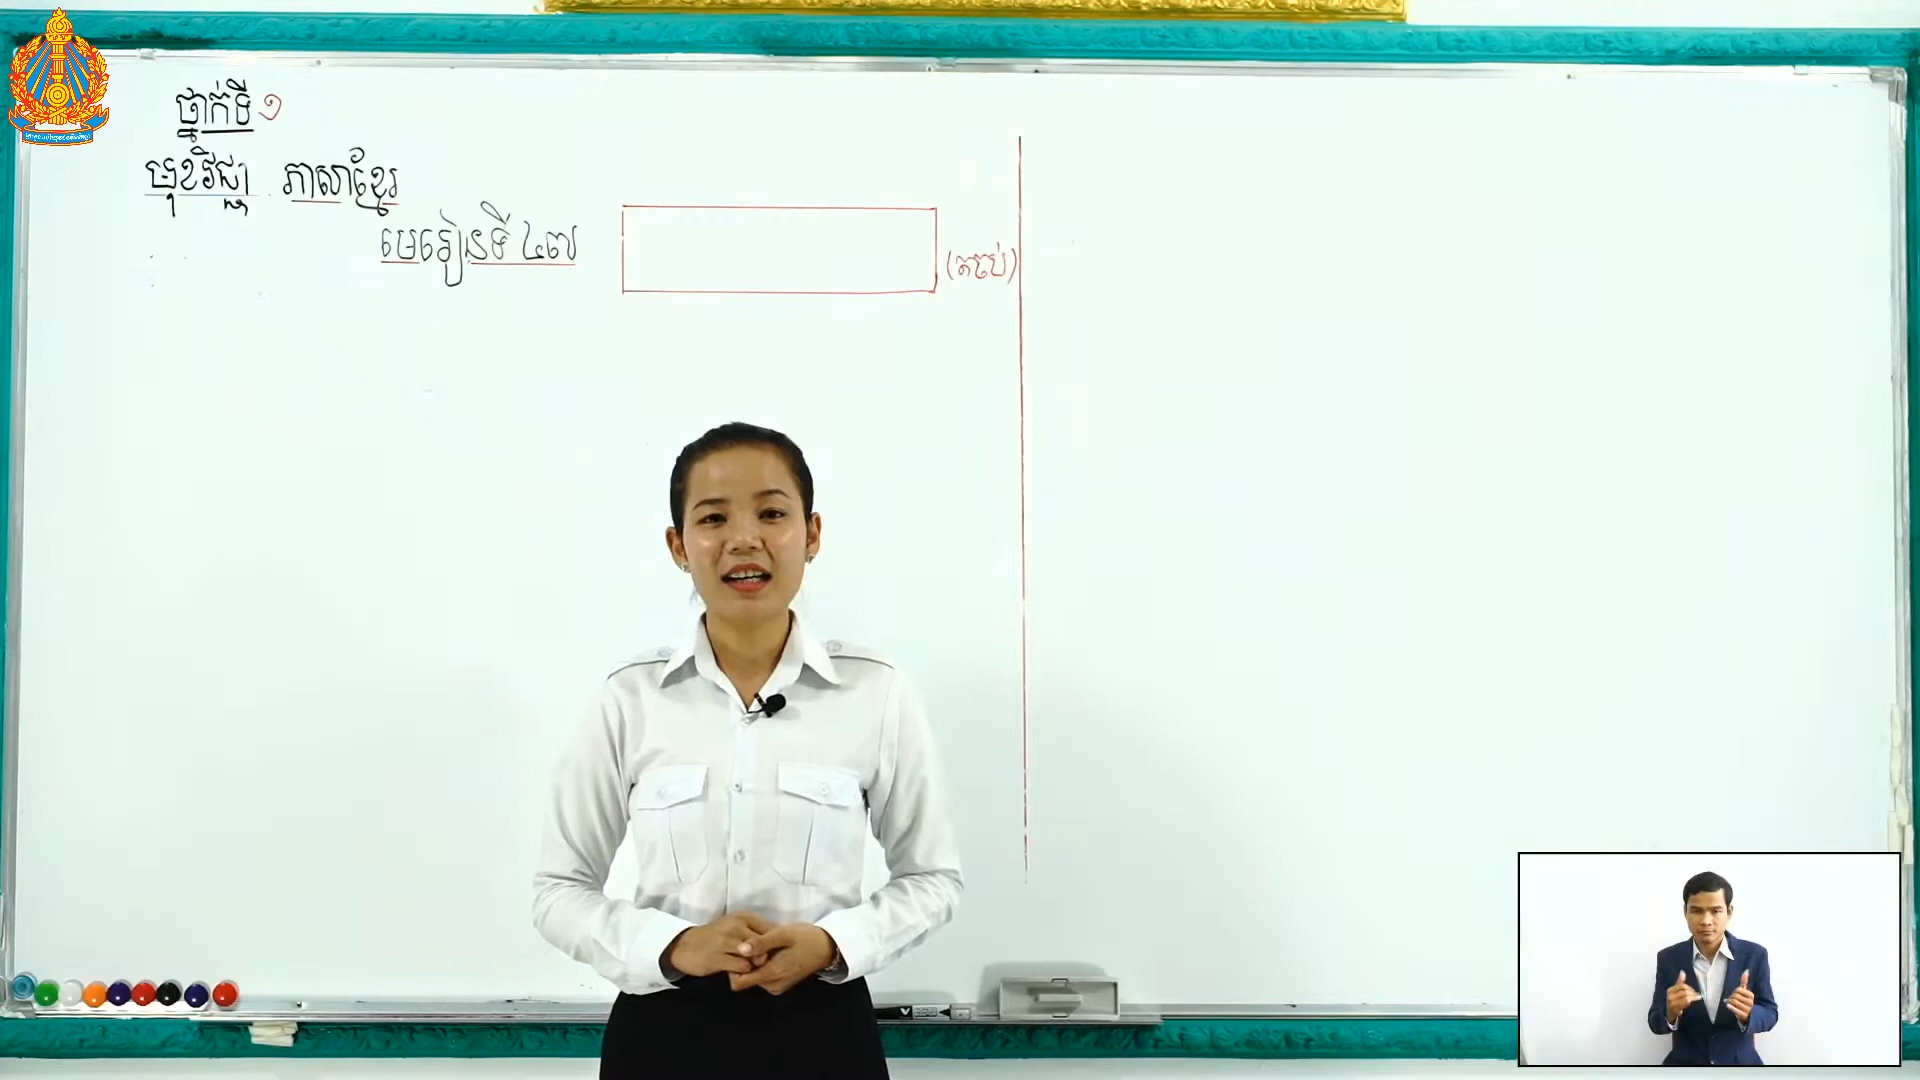 ថ្នាក់ទី ១
មុខវិជ្ជា ភាសាខ្មែរ
មេរៀនទី ៤៧
(តចប់)